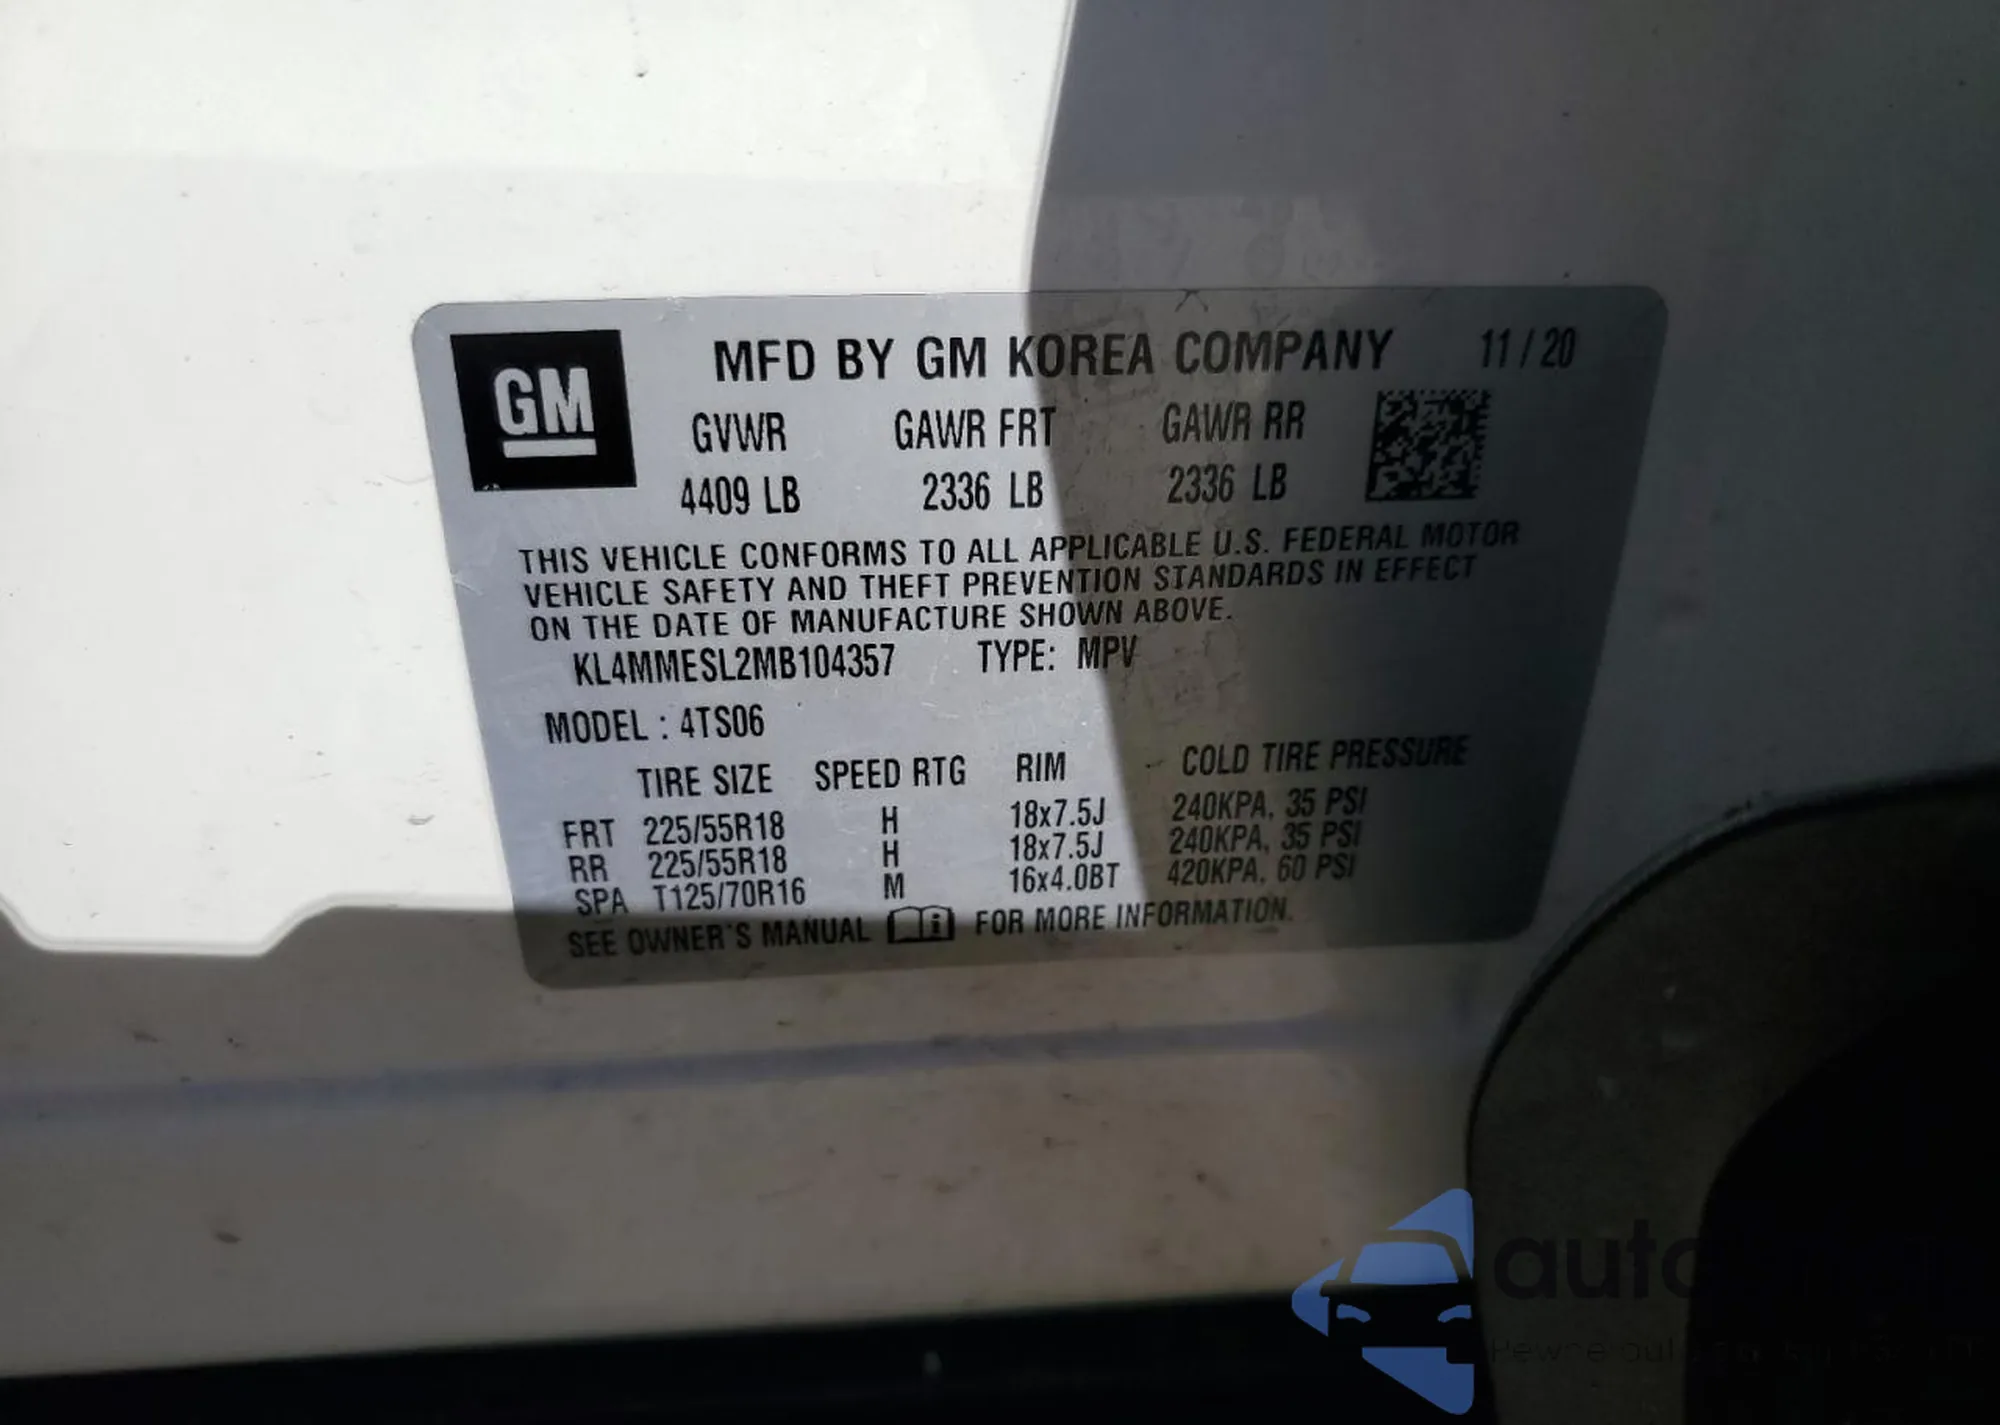 GM
MFD BY GM KOREA COMPANY 11 / 20
GVWR GAWR FRT GAWR RR
4409 LB 2336 LB 2336 LB
THIS VEHICLE CONFORMS TO ALL APPLICABLE U.S. FEDERAL MOTOR
VEHICLE SAFETY AND THEFT PREVENTION STANDARDS IN EFFECT
ON THE DATE OF MANUFACTURE SHOWN ABOVE.
KL4MMESL2MB104357 TYPE: MPV
MODEL : 4TS06
TIRE SIZE SPEED RTG RIM COLD TIRE PRESSURE
FRT 225/55R18 H 18x7.5J 240KPA, 35 PSI
RR 225/55R18 H 18x7.5J 240KPA, 35 PSI
SPA T125/70R16 M 16x4.0BT 420KPA, 60 PSI
SEE OWNER'S MANUAL i FOR MORE INFORMATION.